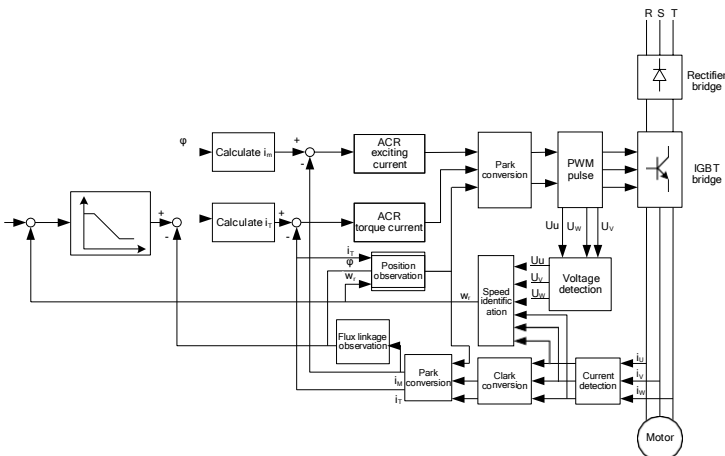 R S T
Rectifier
bridge
φ
Calculate im
+
-
ACR
exciting
current
Park
conversion
PWM
pulse
IGBT
bridge
+
-
Calculate iT
+
-
ACR
torque current
Uu Uw Uv
iT
φ
wr
Position
observation
wr
Speed
identific
ation
Uu
Uv
Uw
Voltage
detection
Flux linkage
observation
iM
iT
Park
conversion
Clark
conversion
Current
detection
iU
iV
iW
Motor